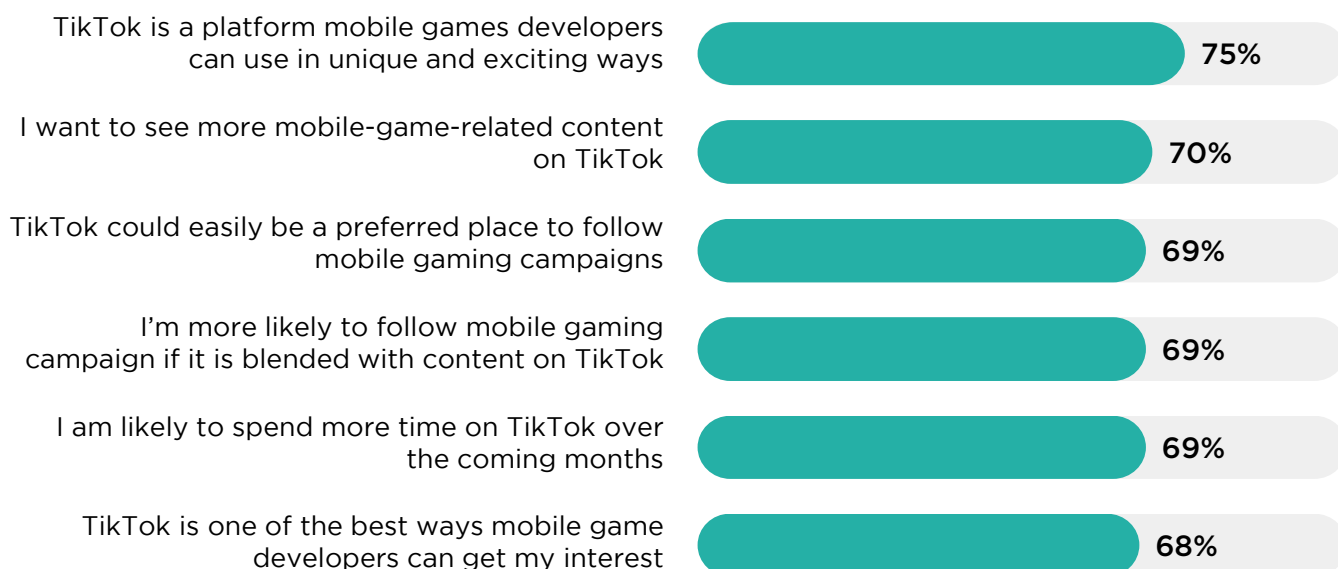 TikTok is a platform mobile games developers
can use in unique and exciting ways
75%
I want to see more mobile-game-related content
on TikTok
70%
TikTok could easily be a preferred place to follow
mobile gaming campaigns
69%
I’m more likely to follow mobile gaming
campaign if it is blended with content on TikTok
69%
I am likely to spend more time on TikTok over
the coming months
69%
TikTok is one of the best ways mobile game
developers can get my interest
68%